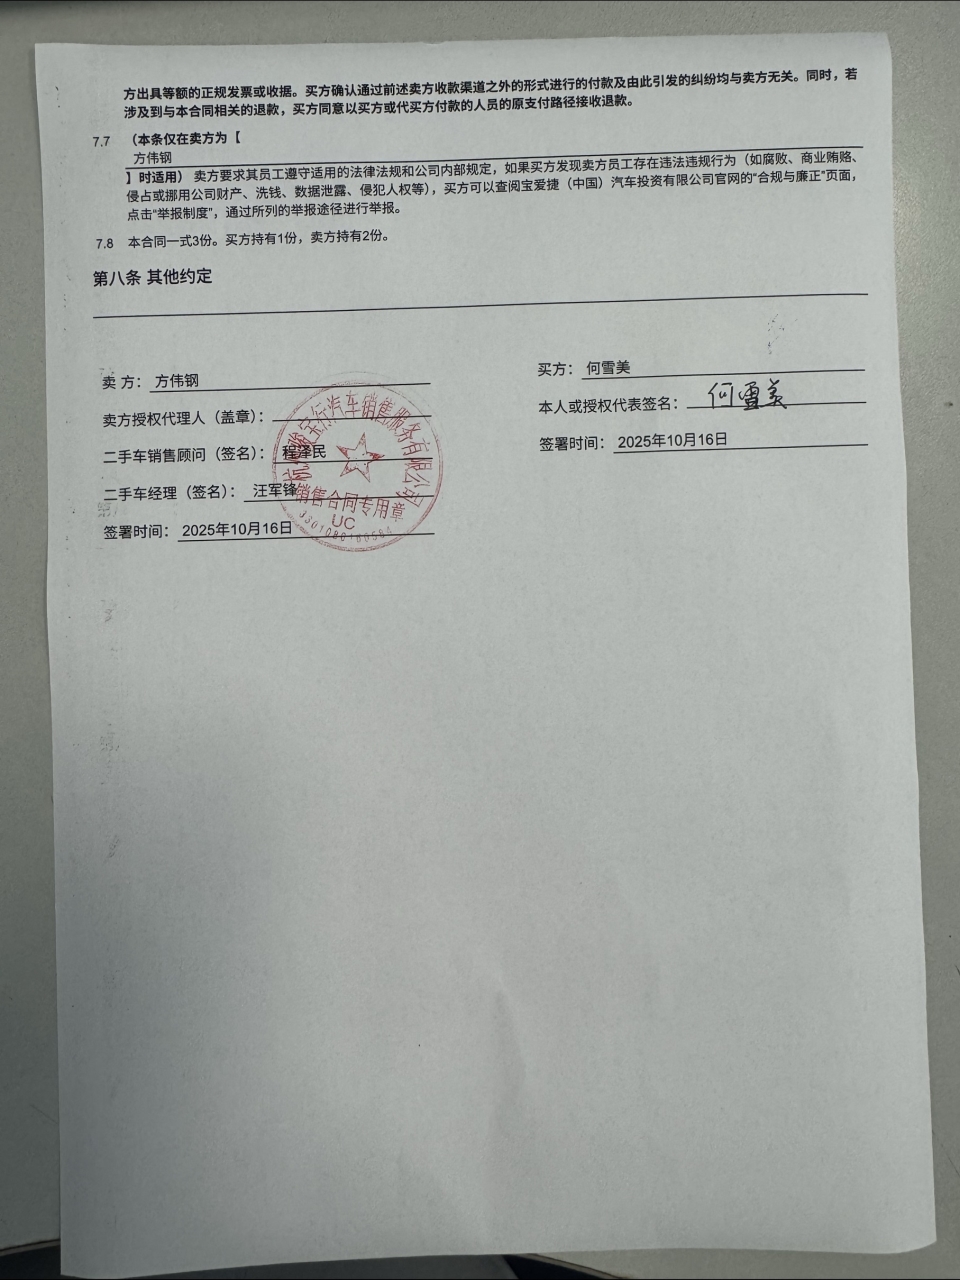 方出具等额的正规发票或收据。买方确认通过前述卖方收款渠道之外的形式进行的付款及由此引发的纠纷均与卖方无关。同时，若
涉及到与本合同相关的退款，买方同意以买方或代买方付款的人员的原支付路径接收退款。
7.7 （本条仅在卖方为【
方伟钢
】时适用） 卖方要求其员工遵守适用的法律法规和公司内部规定，如果买方发现卖方员工存在违法违规行为（如腐败、商业贿赂、
侵占或挪用公司财产、洗钱、数据泄露、侵犯人权等），买方可以查阅宝爱捷（中国）汽车投资有限公司官网的“合规与廉正”页面，
点击“举报制度”，通过所列的举报途径进行举报。
7.8 本合同一式3份。买方持有1份，卖方持有2份。
第八条 其他约定
卖 方： 方伟钢
卖方授权代理人（盖章）：
二手车销售顾问（签名）： 程泽民
二手车经理（签名）： 汪军锋
签署时间： 2025年10月16日
买方： 何雪美
本人或授权代表签名： 何雪美
签署时间： 2025年10月16日
宝尔汽车销售服务有限公司
销售合同专用章
UC